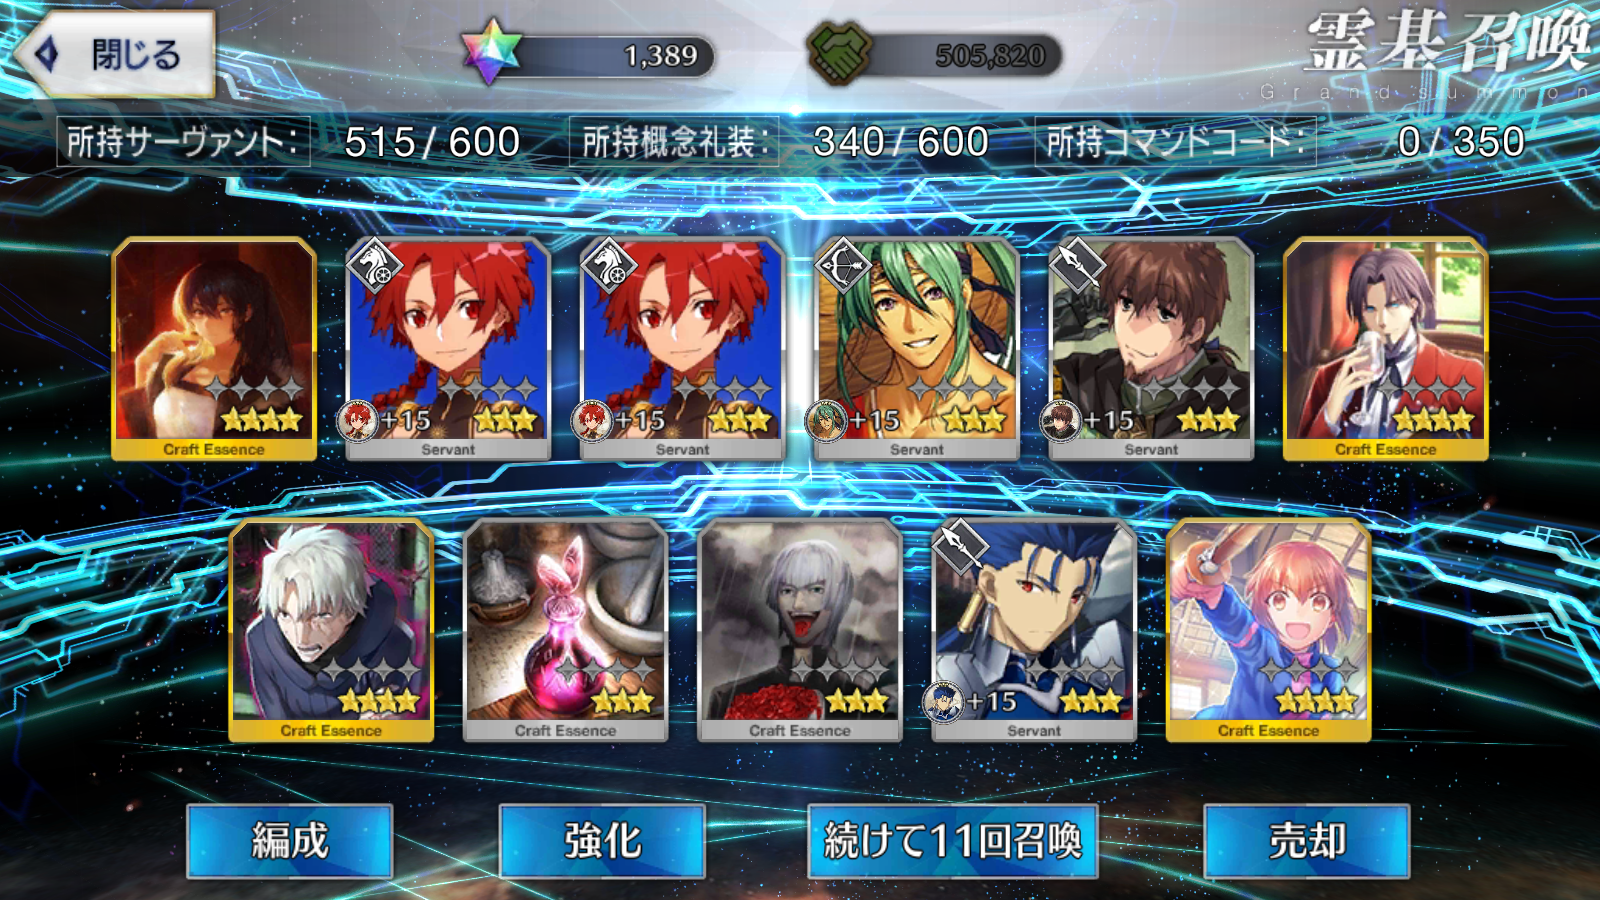 閉じる
1,389
505,820
霊基召喚
Grand summon
所持サーヴァント: 515 / 600
所持概念礼装: 340 / 600
所持コマンドコード: 0 / 350
+15
+15
+15
+15
Craft Essence
Servant
Servant
Servant
Servant
Craft Essence
+15
Craft Essence
Craft Essence
Craft Essence
Servant
Craft Essence
編成
強化
続けて11回召喚
売却